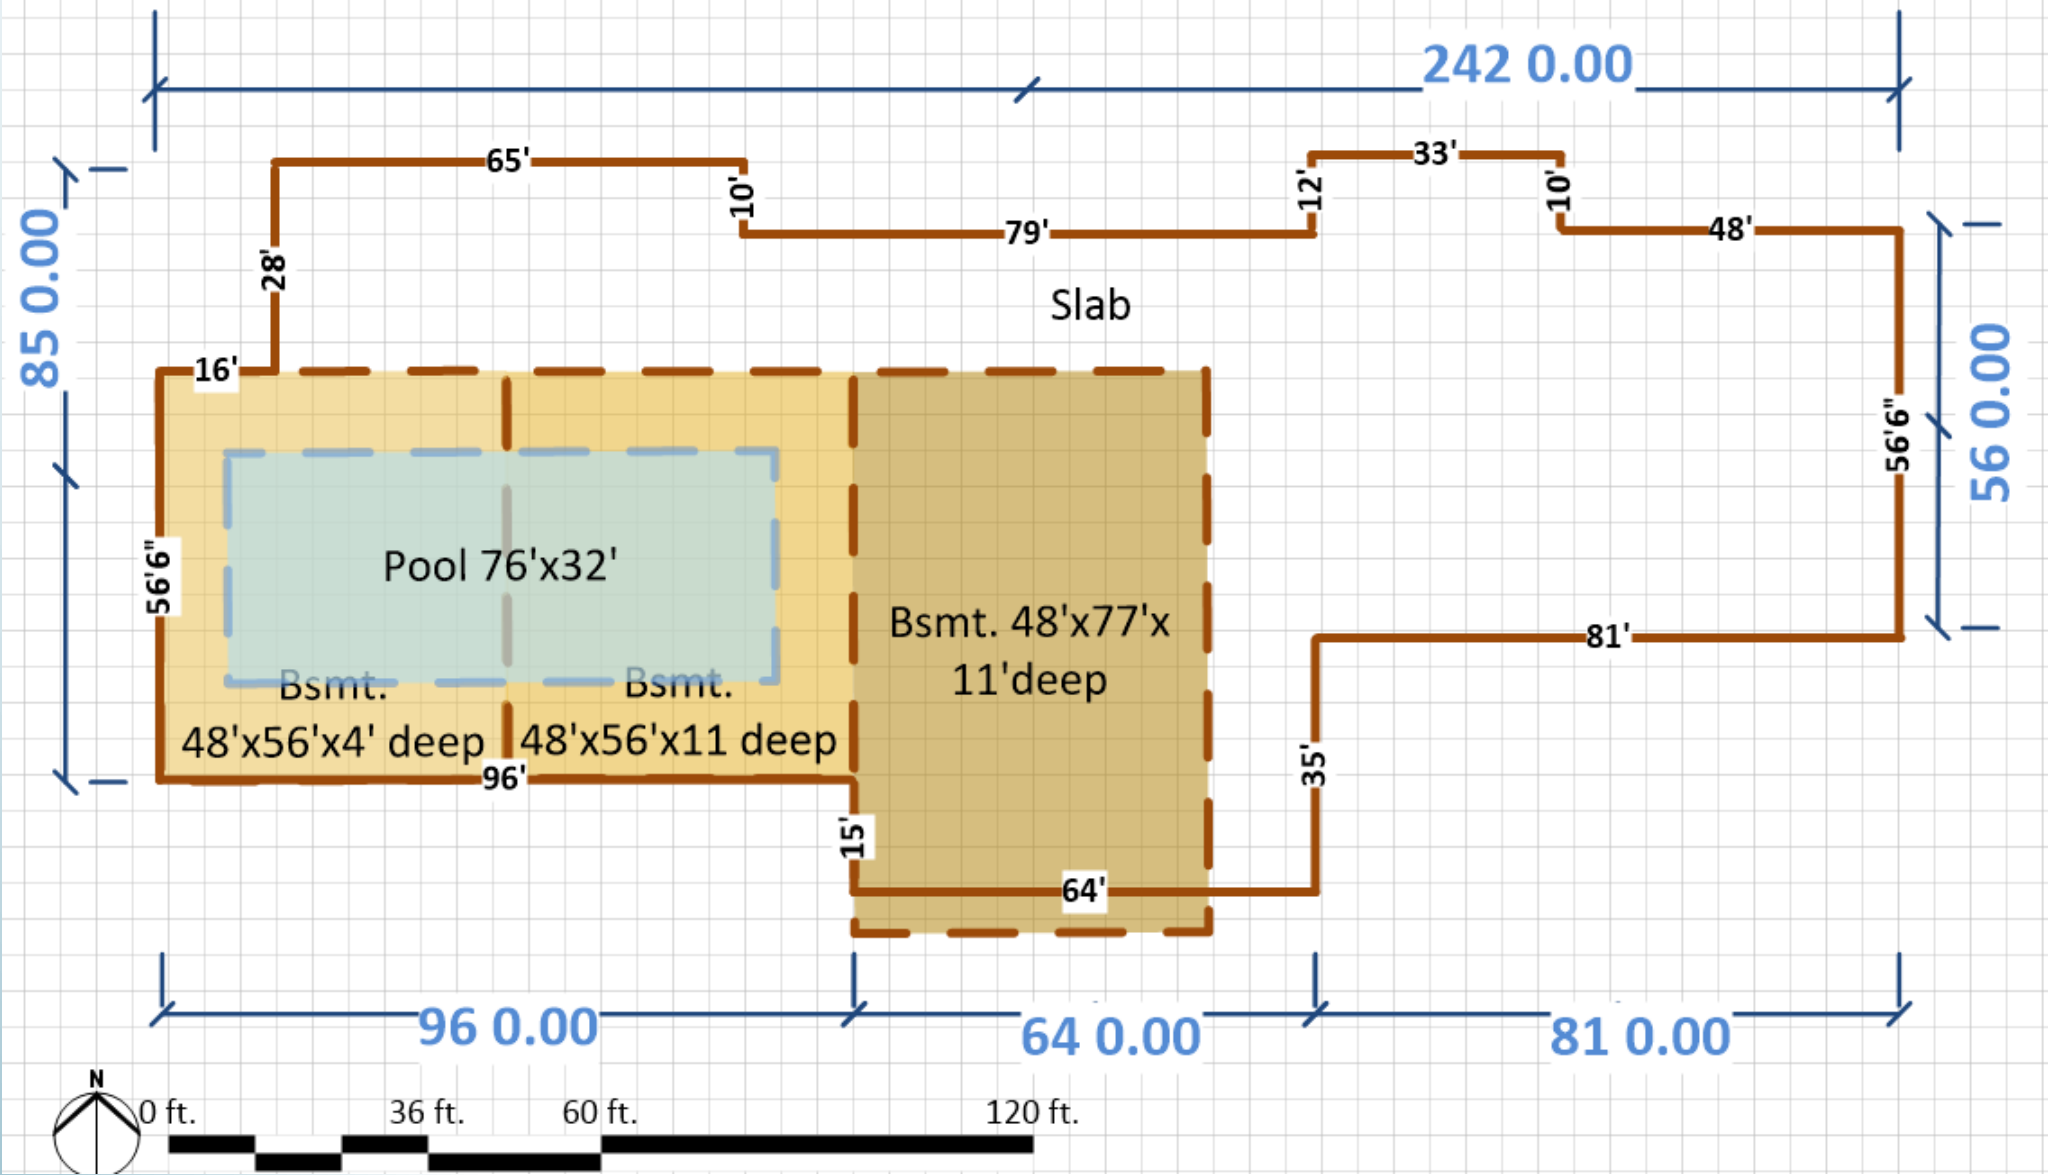 242 0.00
65'
33'
10'
12'
10'
79'
48'
85 0.00
28'
Slab
16'
56 0.00
56'6"
Pool 76'x32'
56'6"
Bsmt. 48'x77'x
11'deep
81'
Bsmt.
48'x56'x4' deep
Bsmt.
48'x56'x11 deep
96'
35'
15'
64'
96 0.00
64 0.00
81 0.00
N
0 ft.
36 ft.
60 ft.
120 ft.